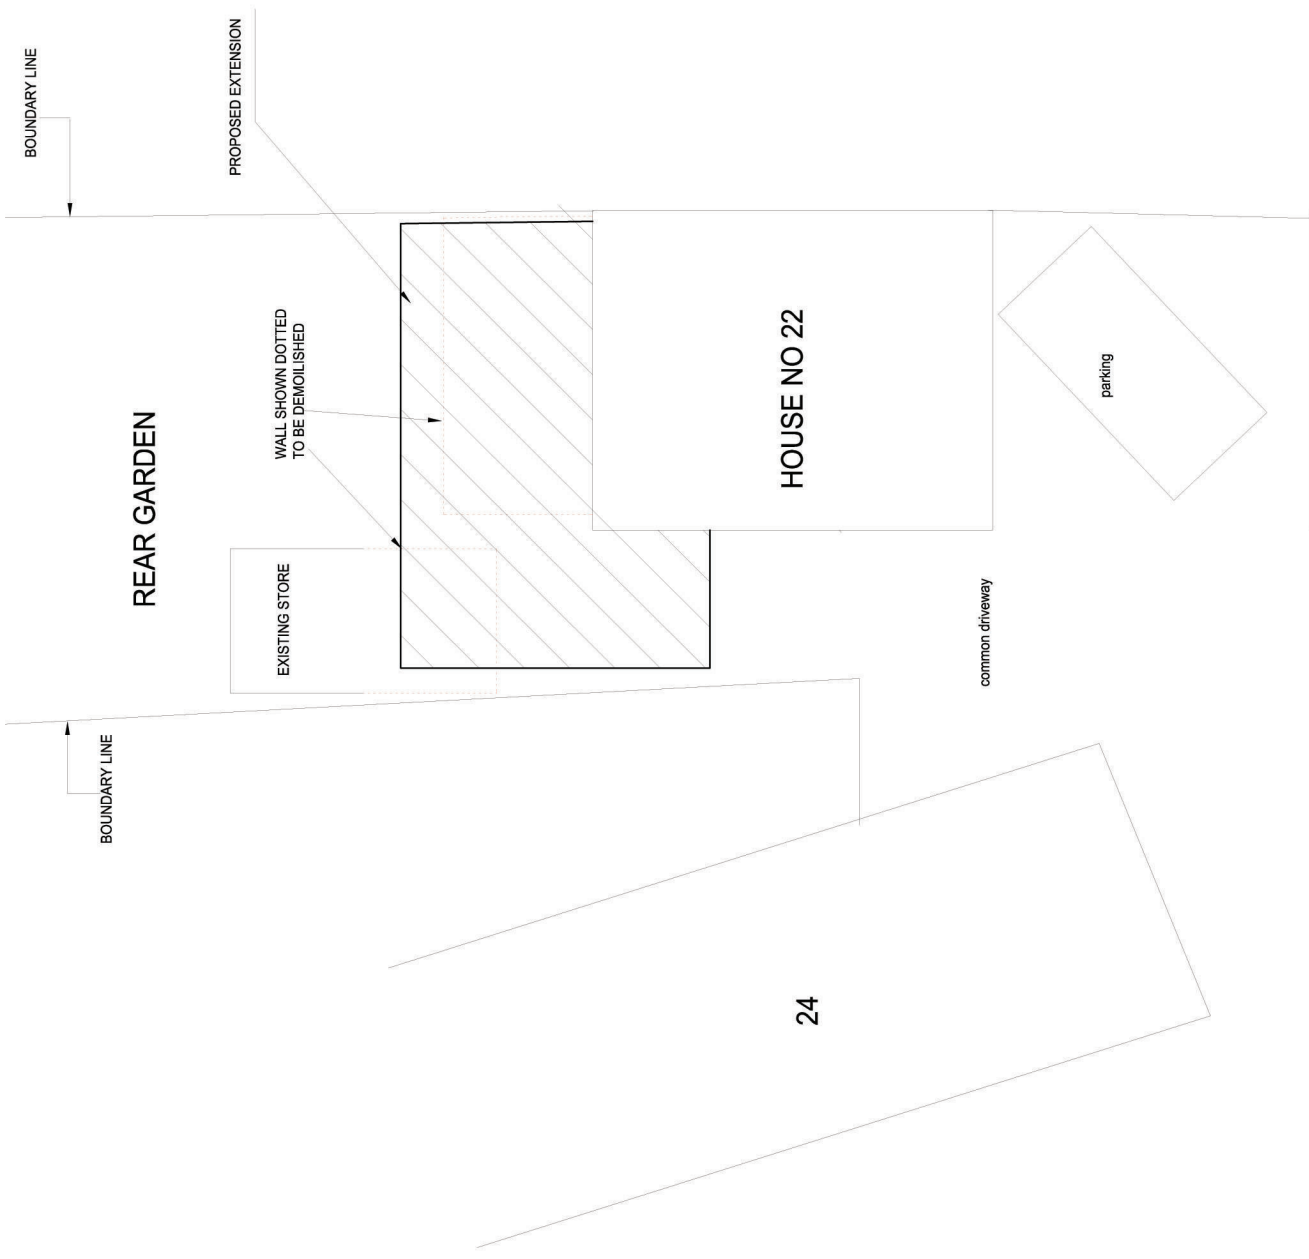 BOUNDARY LINE
PROPOSED EXTENSION
WALL SHOWN DOTTED
TO BE DEMOILISHED
REAR GARDEN
EXISTING STORE
HOUSE NO 22
parking
common driveway
BOUNDARY LINE
24